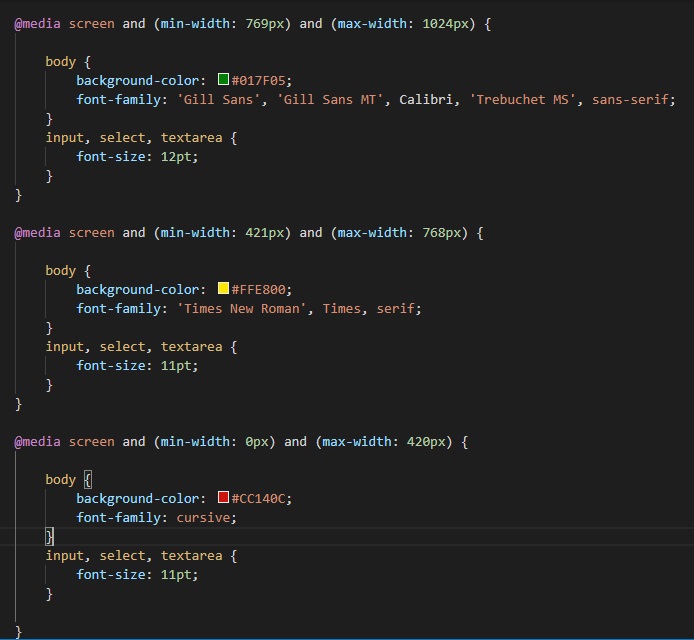 @media screen and (min-width: 769px) and (max-width: 1024px) {
body {
background-color: #017F05;
font-family: 'Gill Sans', 'Gill Sans MT', Calibri, 'Trebuchet MS', sans-serif;
}
input, select, textarea {
font-size: 12pt;
}
}
@media screen and (min-width: 421px) and (max-width: 768px) {
body {
background-color: #FFE800;
font-family: 'Times New Roman', Times, serif;
}
input, select, textarea {
font-size: 11pt;
}
}
@media screen and (min-width: 0px) and (max-width: 420px) {
body {
background-color: #CC140C;
font-family: cursive;
}
input, select, textarea {
font-size: 11pt;
}
}